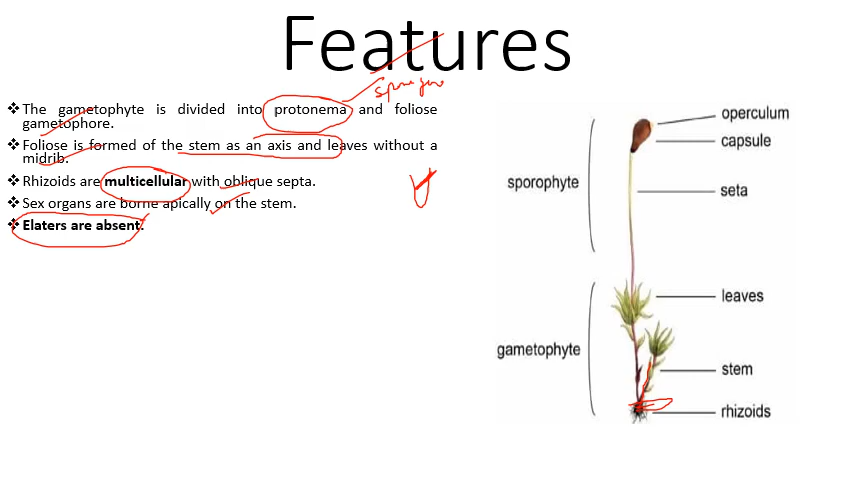 Features
❖The gametophyte is divided into protonema and foliose
gametophore.
❖Foliose is formed of the stem as an axis and leaves without a
midrib.
❖Rhizoids are multicellular with oblique septa.
❖Sex organs are borne apically on the stem.
❖Elaters are absent.
operculum
capsule
sporophyte
seta
leaves
gametophyte
stem
rhizoids